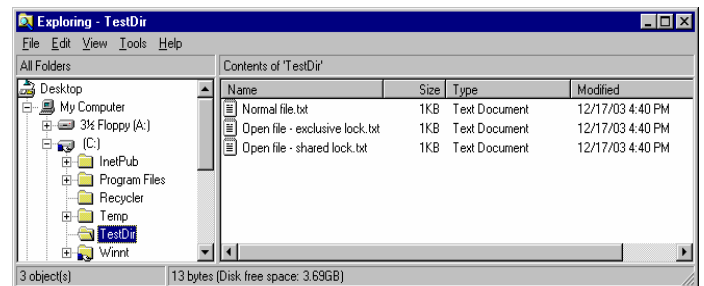 Exploring - TestDir
File Edit View Tools Help
All Folders
Contents of 'TestDir'
Desktop
My Computer
3½ Floppy (A:)
(C:)
InetPub
Program Files
Recycler
Temp
TestDir
Winnt
Name Size Type Modified
Normal file.txt 1KB Text Document 12/17/03 4:40 PM
Open file - exclusive lock.txt 1KB Text Document 12/17/03 4:40 PM
Open file - shared lock.txt 1KB Text Document 12/17/03 4:40 PM
3 object(s)
13 bytes (Disk free space: 3.69GB)